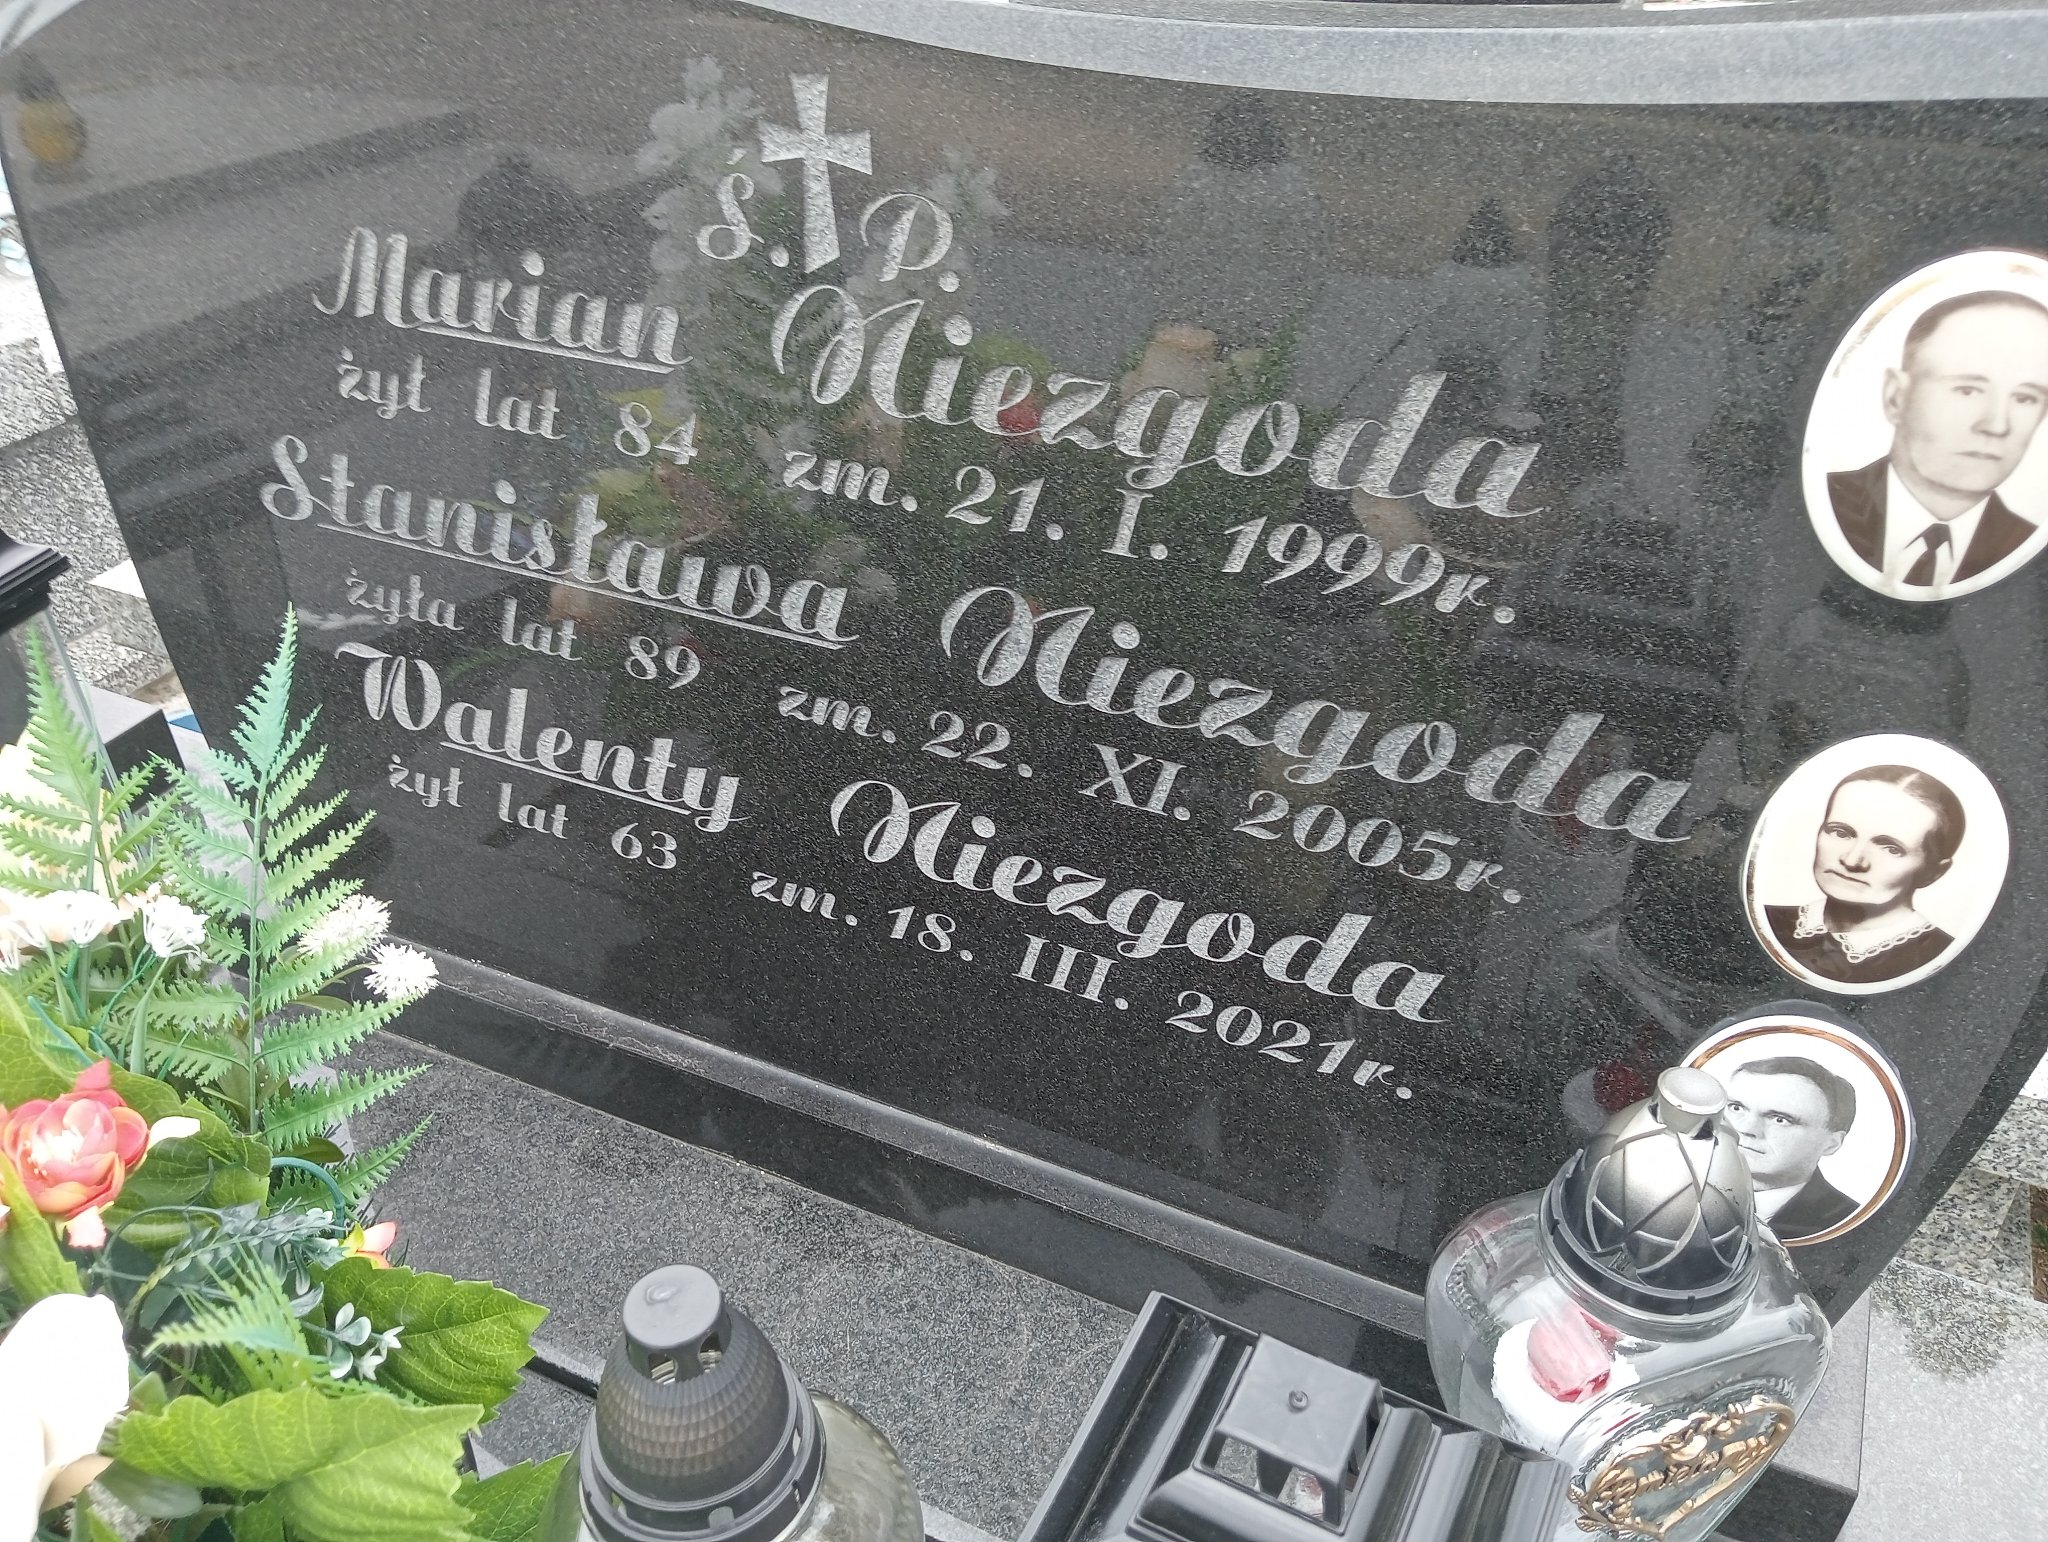 Ś. P.
Marian Niezgoda
żył lat 84 zm. 21. I. 1999r.
Stanisława Niezgoda
żyła lat 89 zm. 22. XI. 2005r.
Walenty Niezgoda
żył lat 63 zm. 18. III. 2021r.